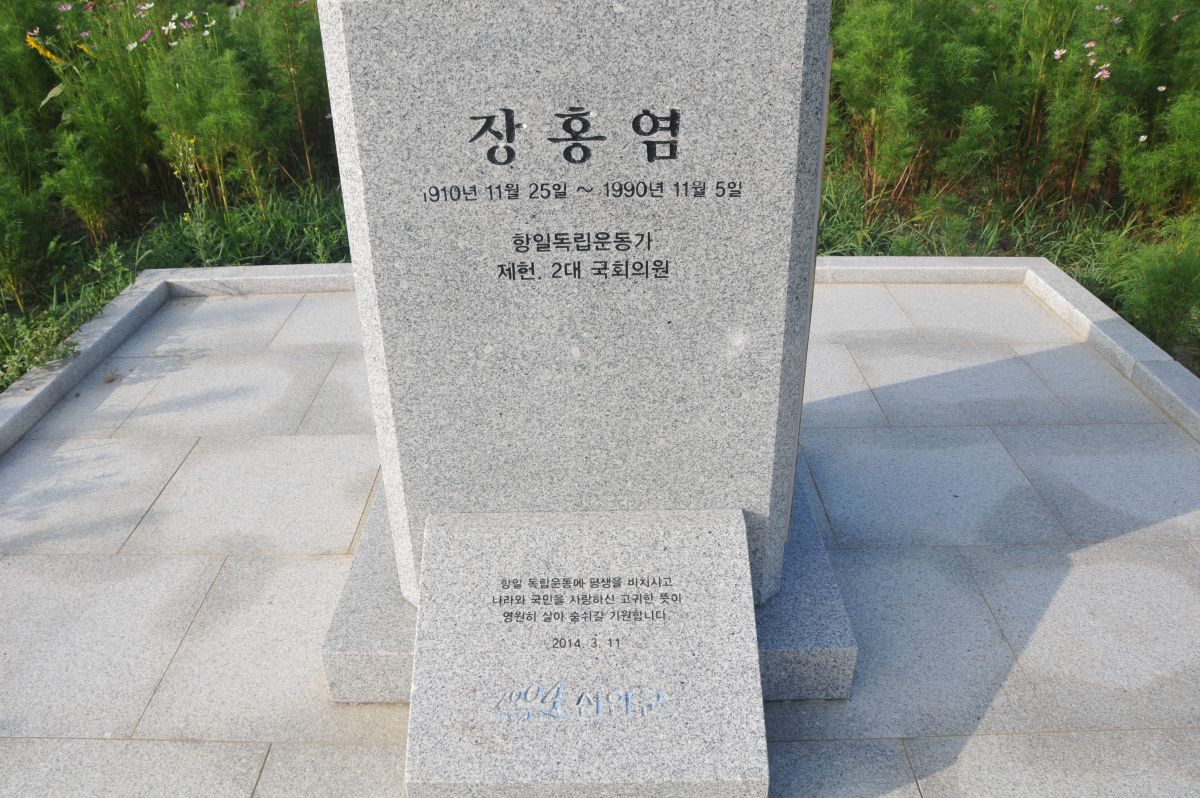 장홍염
1910년 11월 25일 ~ 1990년 11월 5일
항일독립운동가
제헌. 2대 국회의원
항일 독립운동에 평생을 바치시고
나라와 국민을 사랑하신 고귀한 뜻이
영원히 살아 숨쉬길 기원합니다
2014. 3. 11
신안군